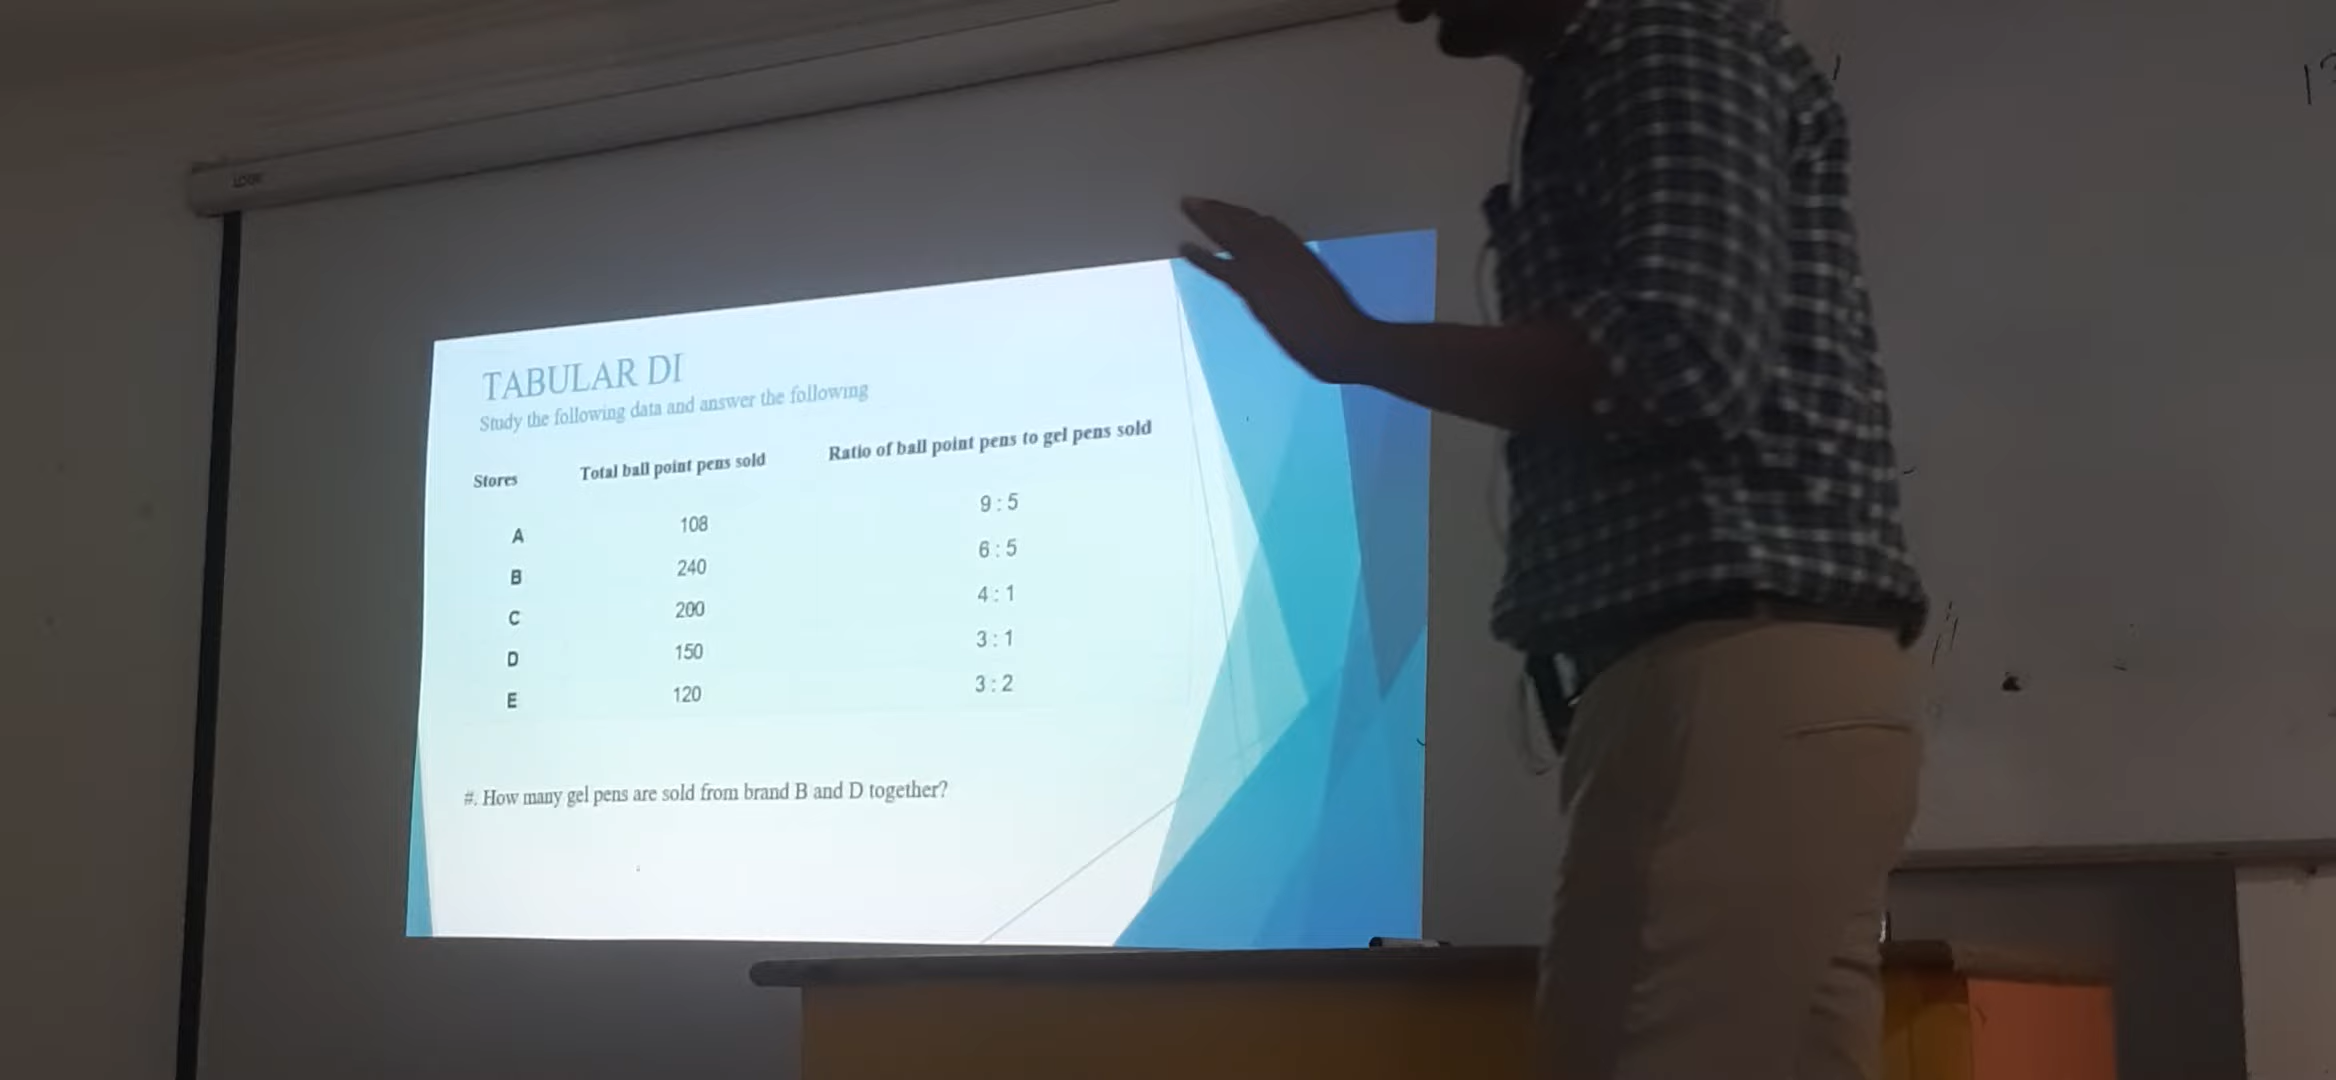 TABULAR DI
Study the following data and answer the following
Stores Total ball point pens sold Ratio of ball point pens to gel pens sold
A 108 9 : 5
B 240 6 : 5
C 200 4 : 1
D 150 3 : 1
E 120 3 : 2
#. How many gel pens are sold from brand B and D together?